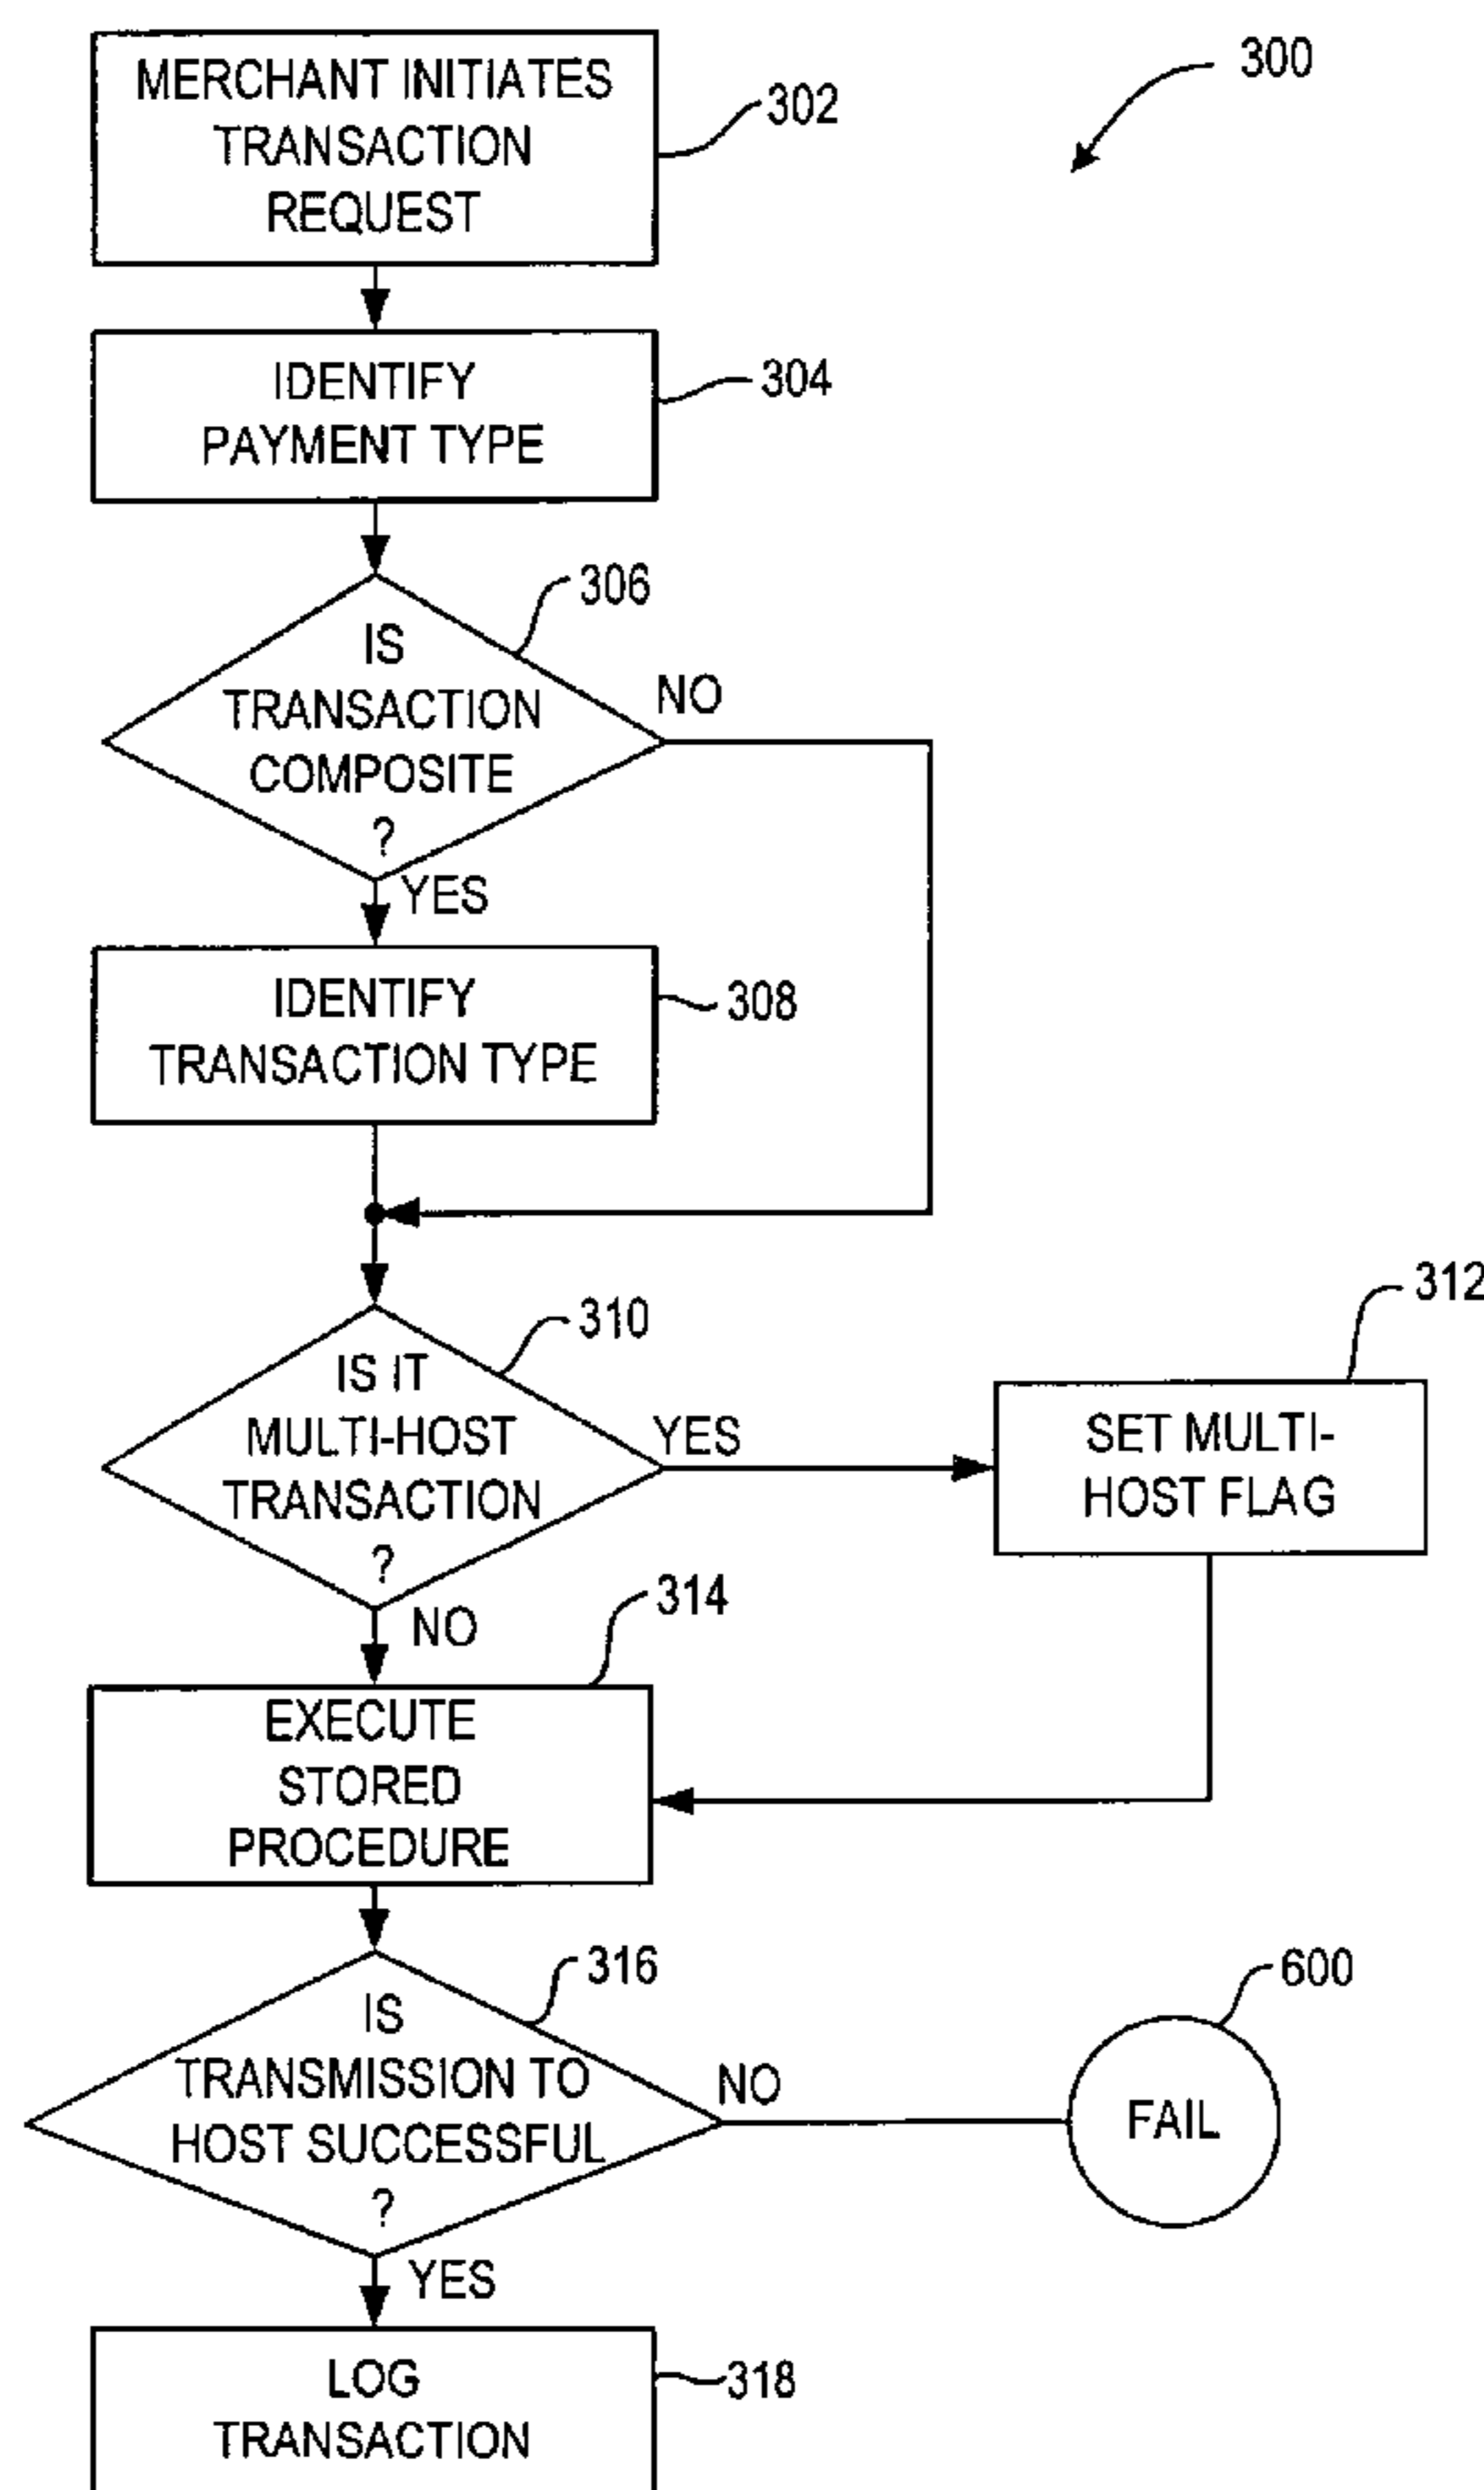 MERCHANT INITIATES
TRANSACTION
REQUEST
302
300
IDENTIFY
PAYMENT TYPE
304
306
IS
TRANSACTION
COMPOSITE
?
NO
YES
IDENTIFY
TRANSACTION TYPE
308
310
IS IT
MULTI-HOST
TRANSACTION
?
YES
312
SET MULTI-
HOST FLAG
NO
314
EXECUTE
STORED
PROCEDURE
316
IS
TRANSMISSION TO
HOST SUCCESSFUL
?
NO
600
FAIL
YES
LOG
TRANSACTION
318